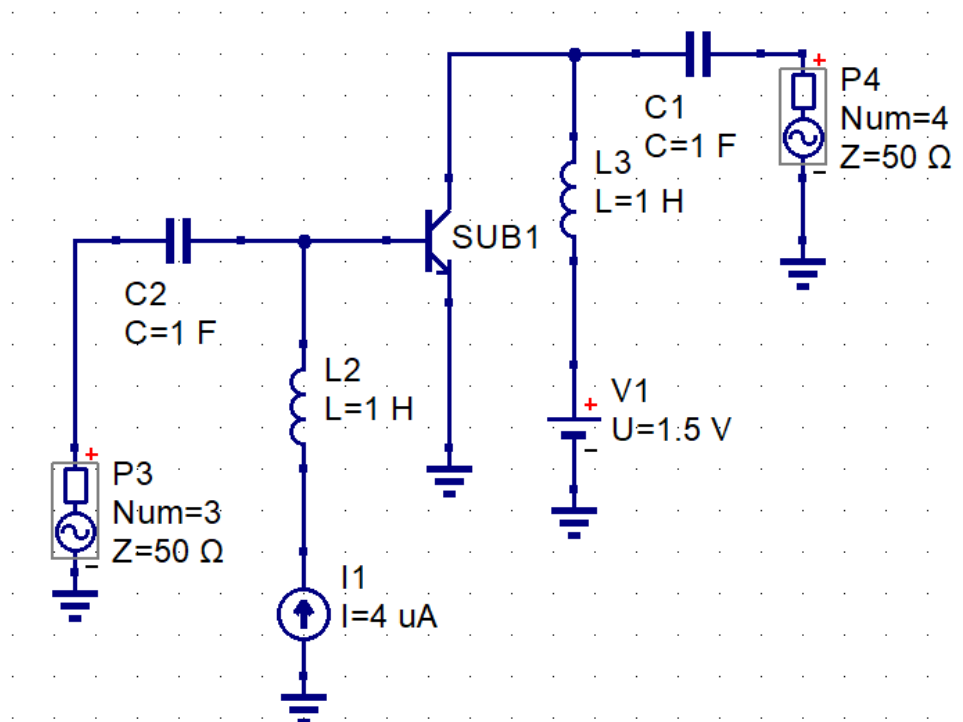 P4
Num=4
Z=50 Ω
C1
C=1 F
L3
L=1 H
SUB1
C2
C=1 F
L2
L=1 H
V1
U=1.5 V
P3
Num=3
Z=50 Ω
I1
I=4 uA